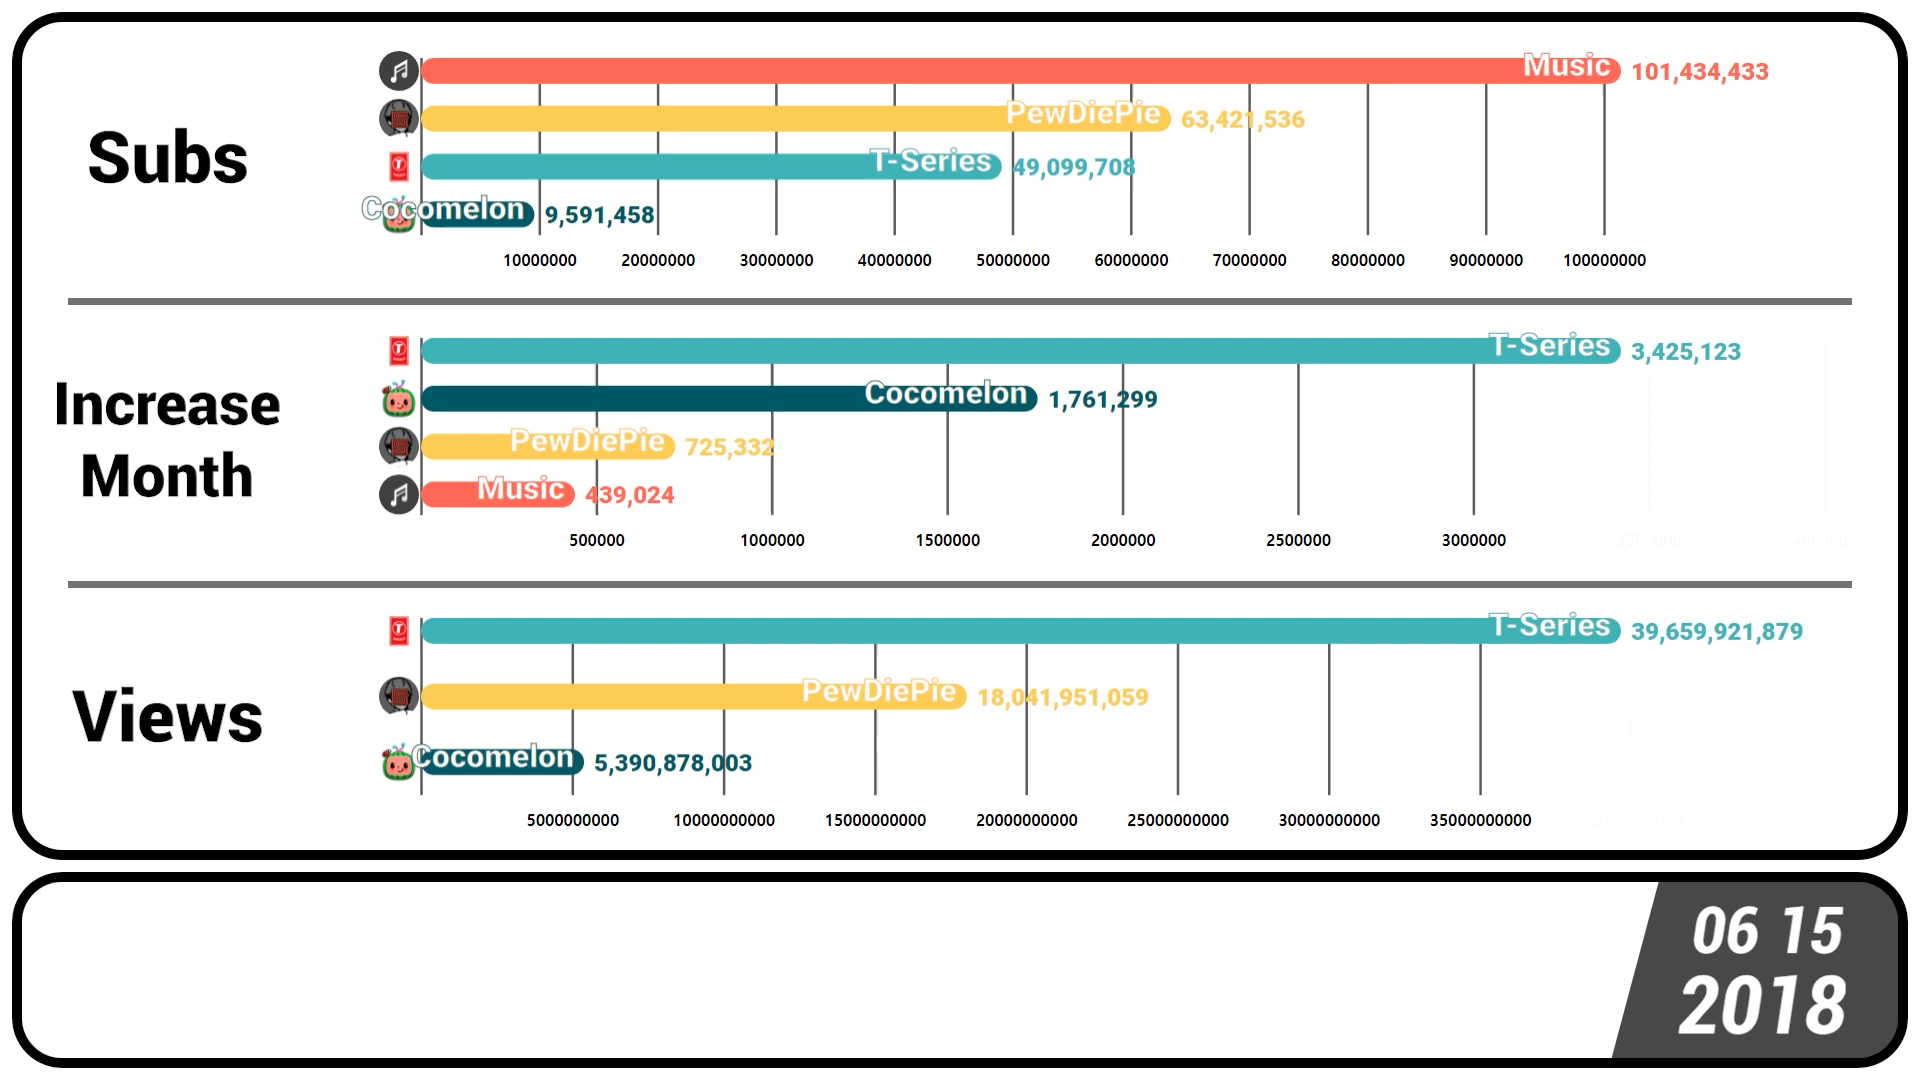 Subs
Music 101,434,433
PewDiePie 63,421,536
T-Series 49,099,708
Cocomelon 9,591,458
10000000 20000000 30000000 40000000 50000000 60000000 70000000 80000000 90000000 100000000
Increase
Month
T-Series 3,425,123
Cocomelon 1,761,299
PewDiePie 725,332
Music 439,024
500000 1000000 1500000 2000000 2500000 3000000
Views
T-Series 39,659,921,879
PewDiePie 18,041,951,059
Cocomelon 5,390,878,003
5000000000 10000000000 15000000000 20000000000 25000000000 30000000000 35000000000
06 15
2018